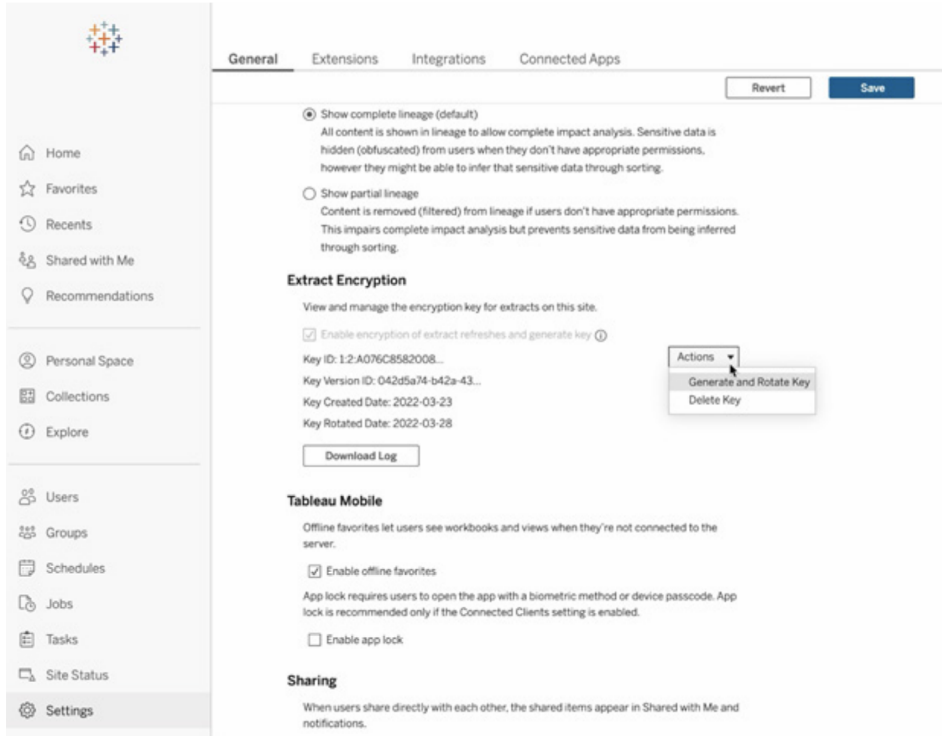 General Extensions Integrations Connected Apps
Revert Save
Home
Favorites
Recents
Shared with Me
Recommendations
Personal Space
Collections
Explore
Users
Groups
Schedules
Jobs
Tasks
Site Status
Settings
Show complete lineage (default)
All content is shown in lineage to allow complete impact analysis. Sensitive data is
hidden (obfuscated) from users when they don't have appropriate permissions,
however they might be able to infer that sensitive data through sorting.
Show partial lineage
Content is removed (filtered) from lineage if users don't have appropriate permissions.
This impairs complete impact analysis but prevents sensitive data from being inferred
through sorting.
Extract Encryption
View and manage the encryption key for extracts on this site.
Enable encryption of extract refreshes and generate key
Key ID: 1:2:A076C8582008...
Key Version ID: 042d5a74-b42a-43...
Key Created Date: 2022-03-23
Key Rotated Date: 2022-03-28
Actions
Generate and Rotate Key
Delete Key
Download Log
Tableau Mobile
Offline favorites let users see workbooks and views when they're not connected to the
server.
Enable offline favorites
App lock requires users to open the app with a biometric method or device passcode. App
lock is recommended only if the Connected Clients setting is enabled.
Enable app lock
Sharing
When users share directly with each other, the shared items appear in Shared with Me and
notifications.